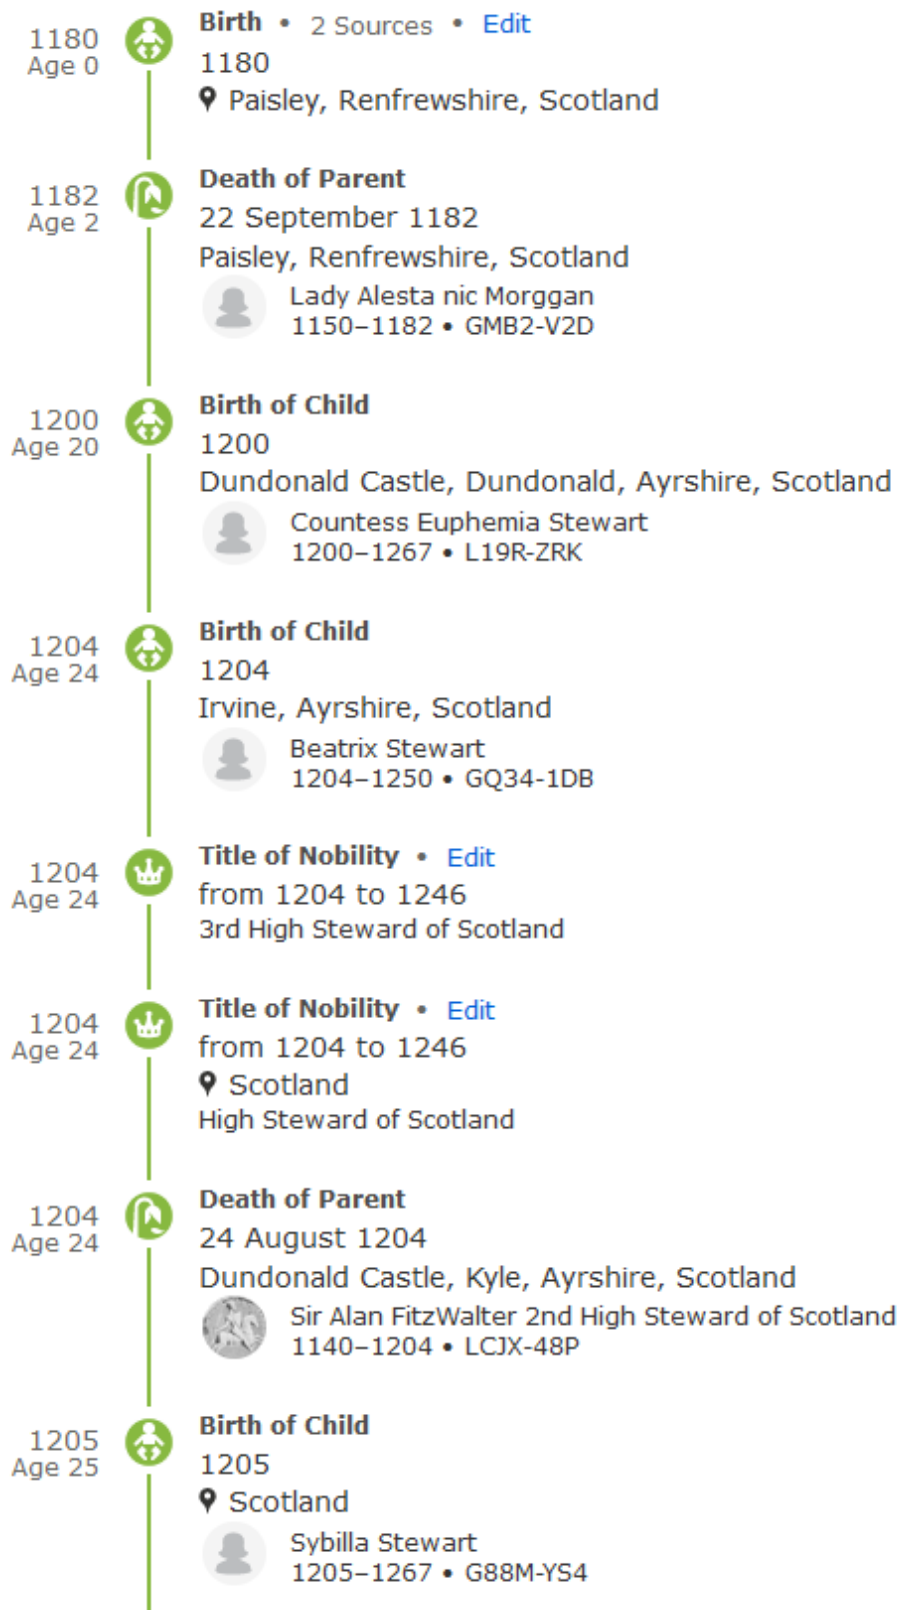 Birth • 2 Sources • Edit
1180
Age 0
1180
Paisley, Renfrewshire, Scotland
1182
Age 2
Death of Parent
22 September 1182
Paisley, Renfrewshire, Scotland
Lady Alesta nic Morggan
1150–1182 • GMB2-V2D
1200
Age 20
Birth of Child
1200
Dundonald Castle, Dundonald, Ayrshire, Scotland
Countess Euphemia Stewart
1200–1267 • L19R-ZRK
1204
Age 24
Birth of Child
1204
Irvine, Ayrshire, Scotland
Beatrix Stewart
1204–1250 • GQ34-1DB
1204
Age 24
Title of Nobility • Edit
from 1204 to 1246
3rd High Steward of Scotland
1204
Age 24
Title of Nobility • Edit
from 1204 to 1246
Scotland
High Steward of Scotland
1204
Age 24
Death of Parent
24 August 1204
Dundonald Castle, Kyle, Ayrshire, Scotland
Sir Alan FitzWalter 2nd High Steward of Scotland
1140–1204 • LCJX-48P
1205
Age 25
Birth of Child
1205
Scotland
Sybilla Stewart
1205–1267 • G88M-YS4